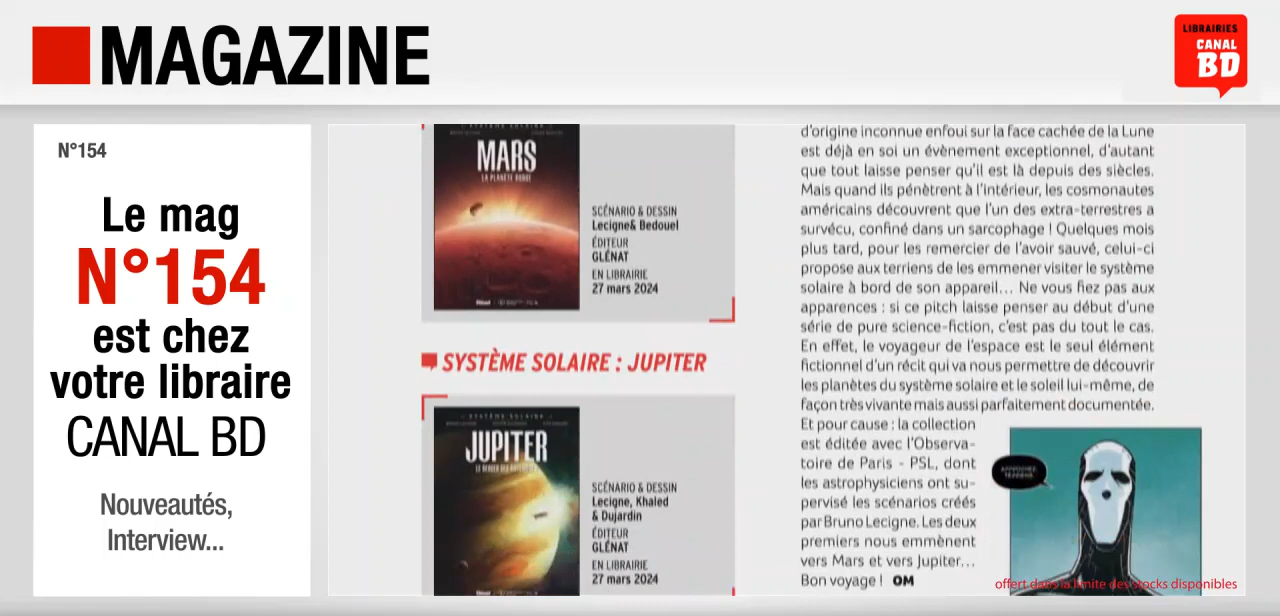 MAGAZINE
LIBRAIRIES
CANAL
BD
N°154
Le mag
N°154
est chez
votre libraire
CANAL BD
Nouveautés,
Interview...
SYSTÈME SOLAIRE
MARS
LA PLANÈTE ROUGE
Glénat
SCÉNARIO & DESSIN
Lecigne& Bedouel
ÉDITEUR
GLÉNAT
EN LIBRAIRIE
27 mars 2024
SYSTÈME SOLAIRE : JUPITER
SYSTÈME SOLAIRE
JUPITER
SCÉNARIO & DESSIN
Lecigne, Khaled
& Dujardin
ÉDITEUR
GLÉNAT
EN LIBRAIRIE
27 mars 2024
d'origine inconnue enfoui sur la face cachée de la Lune
est déjà en soi un évènement exceptionnel, d'autant
que tout laisse penser qu'il est là depuis des siècles.
Mais quand ils pénètrent à l'intérieur, les cosmonautes
américains découvrent que l'un des extra-terrestres a
survécu, confiné dans un sarcophage ! Quelques mois
plus tard, pour les remercier de l'avoir sauvé, celui-ci
propose aux terriens de les emmener visiter le système
solaire à bord de son appareil... Ne vous fiez pas aux
apparences : si ce pitch laisse penser au début d'une
série de pure science-fiction, c'est pas du tout le cas.
En effet, le voyageur de l'espace est le seul élément
fictionnel d'un récit qui va nous permettre de découvrir
les planètes du système solaire et le soleil lui-même, de
façon très vivante mais aussi parfaitement documentée.
Et pour cause : la collection
est éditée avec l'Observa-
toire de Paris - PSL, dont
les astrophysiciens ont su-
pervisé les scénarios créés
par Bruno Lecigne. Les deux
premiers nous emmènent
vers Mars et vers Jupiter...
Bon voyage ! OM
APPROCHEZ,
TERRIENS.
offert dans la limite des stocks disponibles